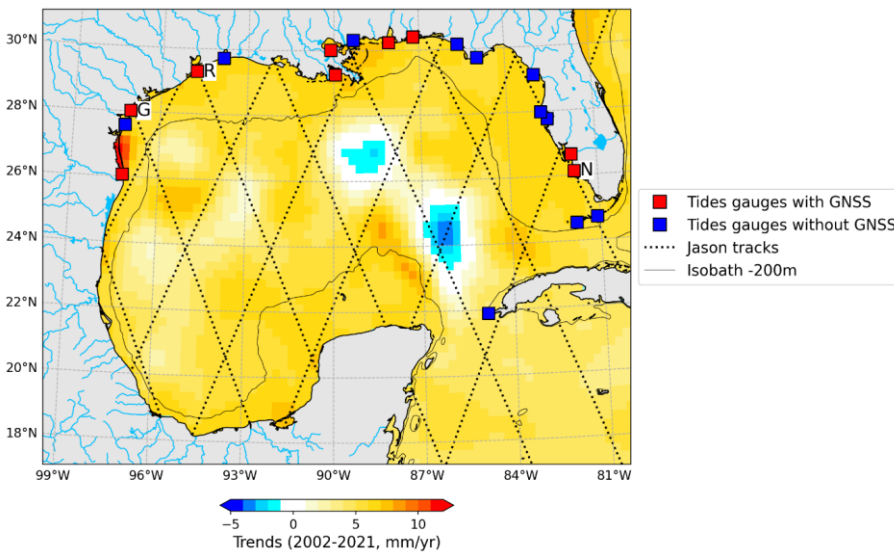 30°N
28°N
26°N
24°N
22°N
20°N
18°N
R
G
N
99°W 96°W 93°W 90°W 87°W 84°W 81°W
Tides gauges with GNSS
Tides gauges without GNSS
Jason tracks
Isobath -200m
−5 0 5 10
Trends (2002-2021, mm/yr)